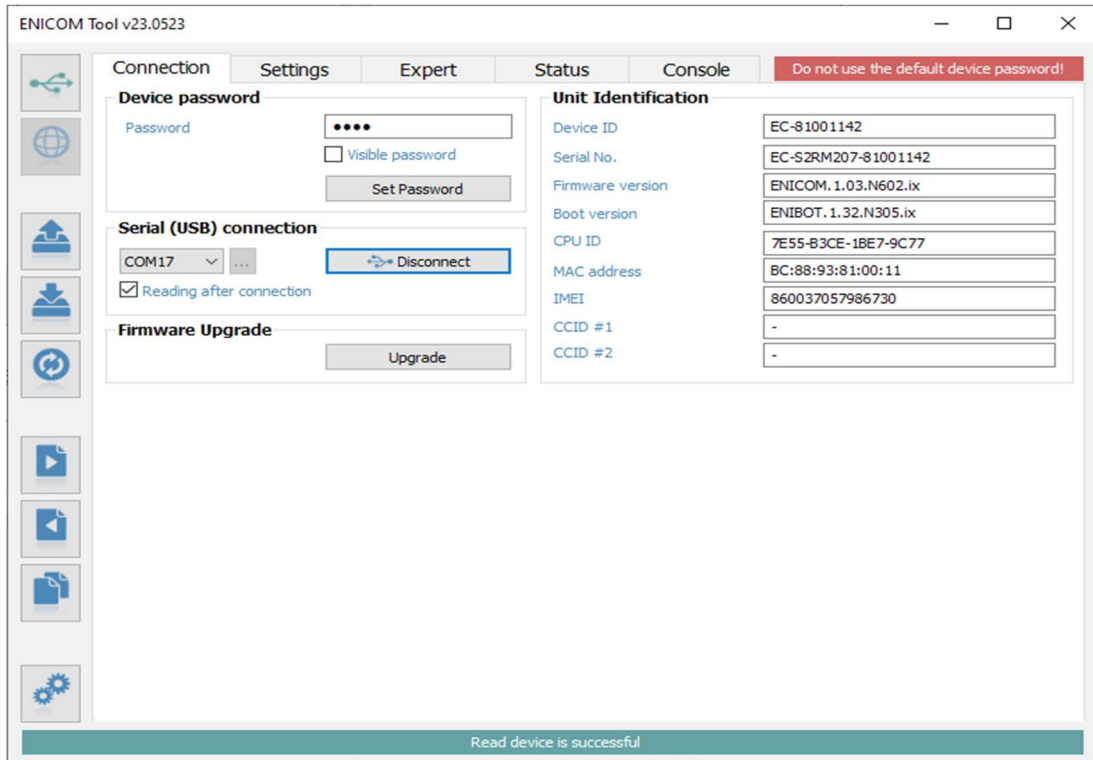 ENICOM Tool v23.0523
Connection Settings Expert Status Console Do not use the default device password!
Device password
Password ●●●●
Visible password
Set Password
Serial (USB) connection
COM17 ... Disconnect
Reading after connection
Firmware Upgrade
Upgrade
Unit Identification
Device ID EC-81001142
Serial No. EC-S2RM207-81001142
Firmware version ENICOM.1.03.N602.ix
Boot version ENIBOT.1.32.N305.ix
CPU ID 7E55-B3CE-1BE7-9C77
MAC address BC:88:93:81:00:11
IMEI 860037057986730
CCID #1 -
CCID #2 -
Read device is successful